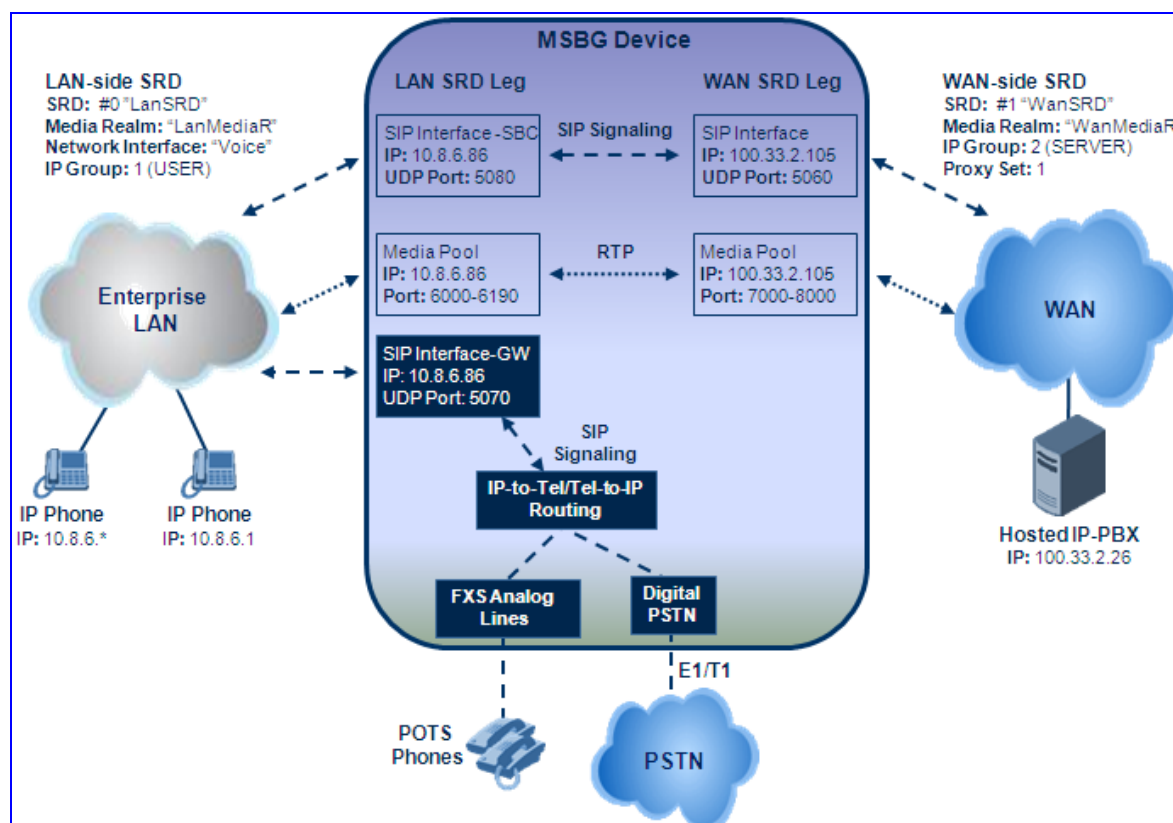 MSBG Device
LAN-side SRD
SRD: #0 "LanSRD"
Media Realm: "LanMediaR"
Network Interface: "Voice"
IP Group: 1 (USER)
LAN SRD Leg
WAN SRD Leg
WAN-side SRD
SRD: #1 "WanSRD"
Media Realm: "WanMediaR
IP Group: 2 (SERVER)
Proxy Set: 1
SIP Interface -SBC
IP: 10.8.6.86
UDP Port: 5080
SIP Signaling
SIP Interface
IP: 100.33.2.105
UDP Port: 5060
Media Pool
IP: 10.8.6.86
Port: 6000-6190
RTP
Media Pool
IP: 100.33.2.105
Port: 7000-8000
Enterprise
LAN
WAN
SIP Interface-GW
IP: 10.8.6.86
UDP Port: 5070
SIP
Signaling
IP-to-Tel/Tel-to-IP
Routing
IP Phone
IP: 10.8.6.*
IP Phone
IP: 10.8.6.1
Hosted IP-PBX
IP: 100.33.2.26
FXS Analog
Lines
Digital
PSTN
E1/T1
POTS
Phones
PSTN